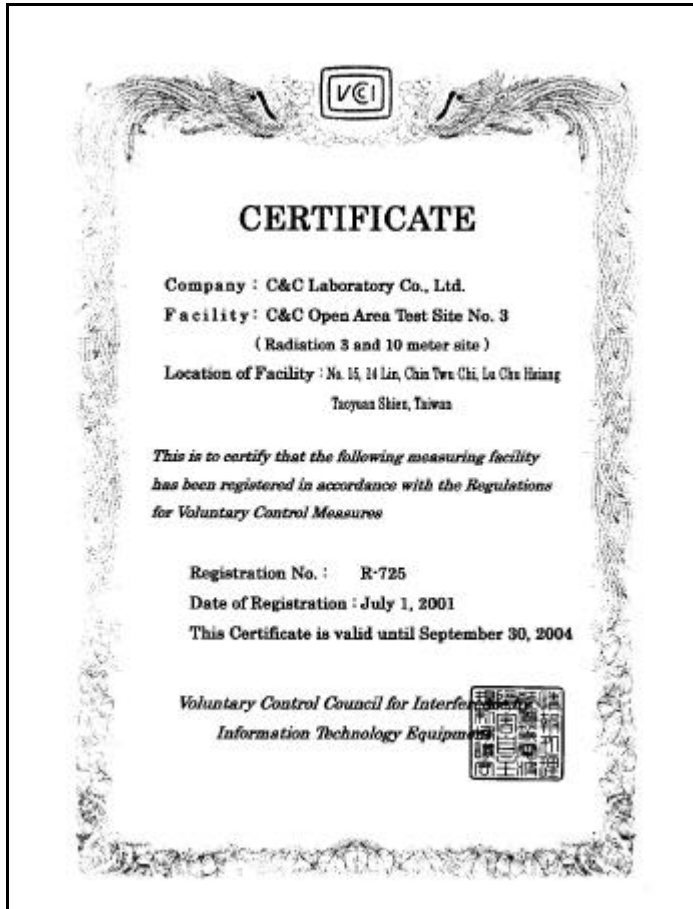 VCCI
CERTIFICATE
Company : C&C Laboratory Co., Ltd.
Facility : C&C Open Area Test Site No. 3
( Radiation 3 and 10 meter site )
Location of Facility : No. 15, 14 Lin, Chin Twu Chi, Lu Chu Hsiang
Taoyuan Shien, Taiwan
This is to certify that the following measuring facility
has been registered in accordance with the Regulations
for Voluntary Control Measures
Registration No. : R-725
Date of Registration : July 1, 2001
This Certificate is valid until September 30, 2004
Voluntary Control Council for Interference by
Information Technology Equipment